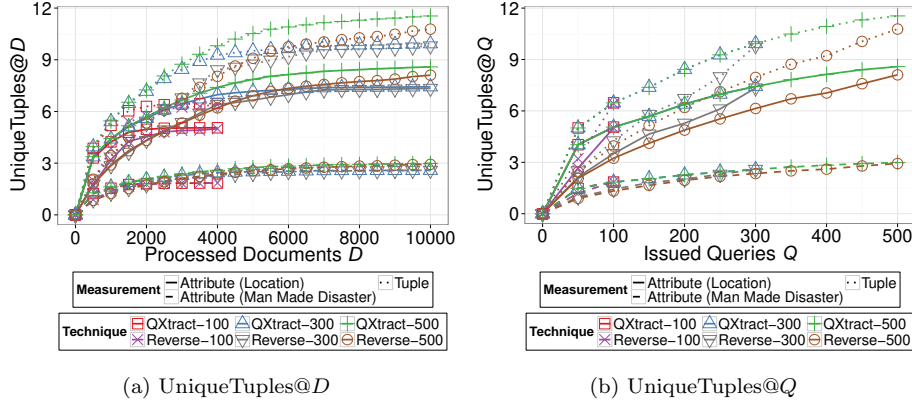 UniqueTuples@D
12
9
6
3
0
0 2000 4000 6000 8000 10000
Processed Documents D
Measurement Attribute (Location) Tuple
Attribute (Man Made Disaster)
Technique QXtract-100 QXtract-300 QXtract-500
Reverse-100 Reverse-300 Reverse-500
(a) UniqueTuples@D
UniqueTuples@Q
12
9
6
3
0
0 100 200 300 400 500
Issued Queries Q
Measurement Attribute (Location) Tuple
Attribute (Man Made Disaster)
Technique QXtract-100 QXtract-300 QXtract-500
Reverse-100 Reverse-300 Reverse-500
(b) UniqueTuples@Q